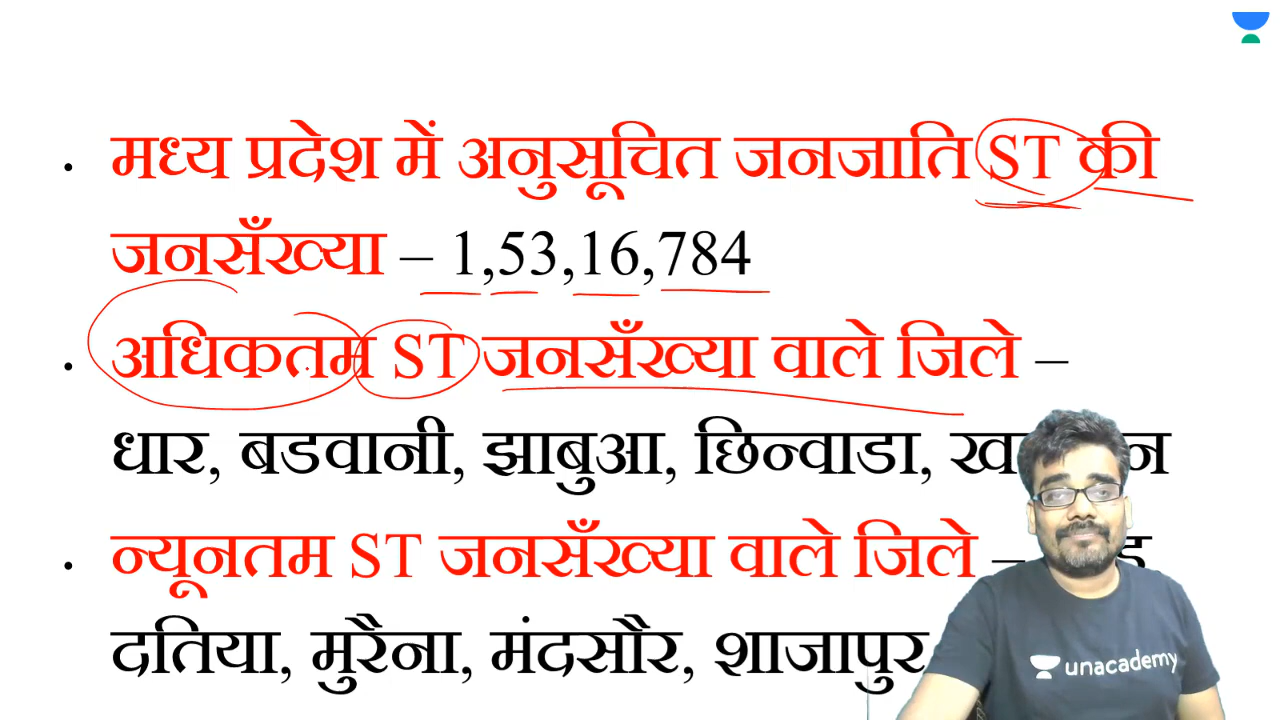 • मध्य प्रदेश में अनुसूचित जनजाति ST की
जनसँख्या – 1,53,16,784
• अधिकतम ST जनसँख्या वाले जिले –
धार, बडवानी, झाबुआ, छिन्वाडा,
• न्यूनतम ST जनसँख्या वाले जिले –
दतिया, मुरैना, मंदसौर, शाजापुर
unacademy